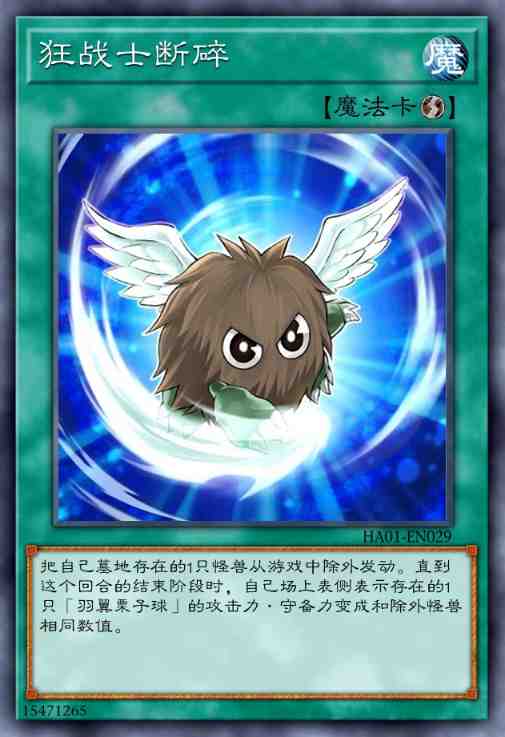 狂战士断碎
魔
【魔法卡】
HA01-EN029
把自己墓地存在的1只怪兽从游戏中除外发动。直到
这个回合的结束阶段时，自己场上表侧表示存在的1
只「羽翼栗子球」的攻击力·守备力变成和除外怪兽
相同数值。
15471265